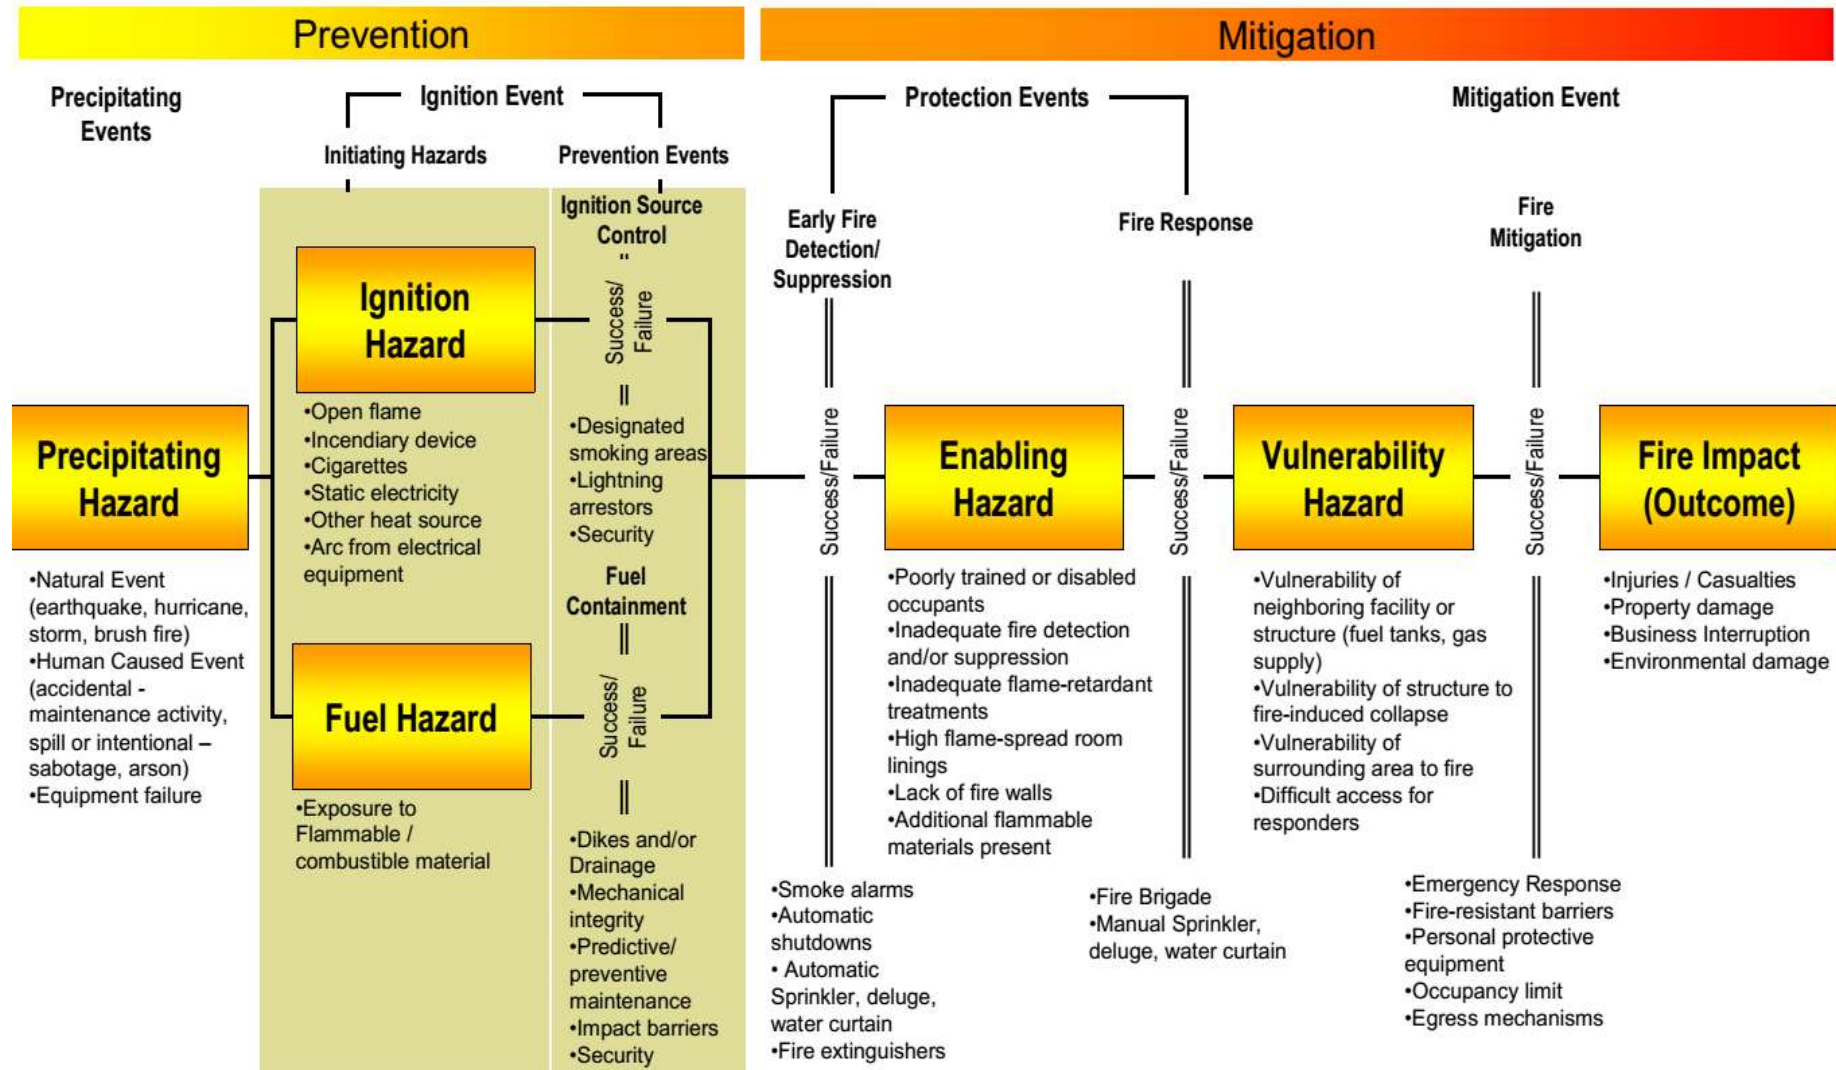 Prevention
Mitigation
Precipitating
Events
Ignition Event
Protection Events
Mitigation Event
Initiating Hazards
Prevention Events
Ignition Source
Control
Early Fire
Detection/
Suppression
Fire Response
Fire
Mitigation
Ignition
Hazard
Success/
Failure
•Open flame
•Incendiary device
•Cigarettes
•Static electricity
•Other heat source
•Arc from electrical
equipment
•Designated
smoking areas
•Lightning
arrestors
•Security
Precipitating
Hazard
Success/Failure
Enabling
Hazard
Success/Failure
Vulnerability
Hazard
Success/Failure
Fire Impact
(Outcome)
•Natural Event
(earthquake, hurricane,
storm, brush fire)
•Human Caused Event
(accidental -
maintenance activity,
spill or intentional –
sabotage, arson)
•Equipment failure
Fuel
Containment
Fuel Hazard
Success/
Failure
•Exposure to
Flammable /
combustible material
•Dikes and/or
Drainage
•Mechanical
integrity
•Predictive/
preventive
maintenance
•Impact barriers
•Security
•Poorly trained or disabled
occupants
•Inadequate fire detection
and/or suppression
•Inadequate flame-retardant
treatments
•High flame-spread room
linings
•Lack of fire walls
•Additional flammable
materials present
•Vulnerability of
neighboring facility or
structure (fuel tanks, gas
supply)
•Vulnerability of structure to
fire-induced collapse
•Vulnerability of
surrounding area to fire
•Difficult access for
responders
•Injuries / Casualties
•Property damage
•Business Interruption
•Environmental damage
•Smoke alarms
•Automatic
shutdowns
• Automatic
Sprinkler, deluge,
water curtain
•Fire extinguishers
•Fire Brigade
•Manual Sprinkler,
deluge, water curtain
•Emergency Response
•Fire-resistant barriers
•Personal protective
equipment
•Occupancy limit
•Egress mechanisms